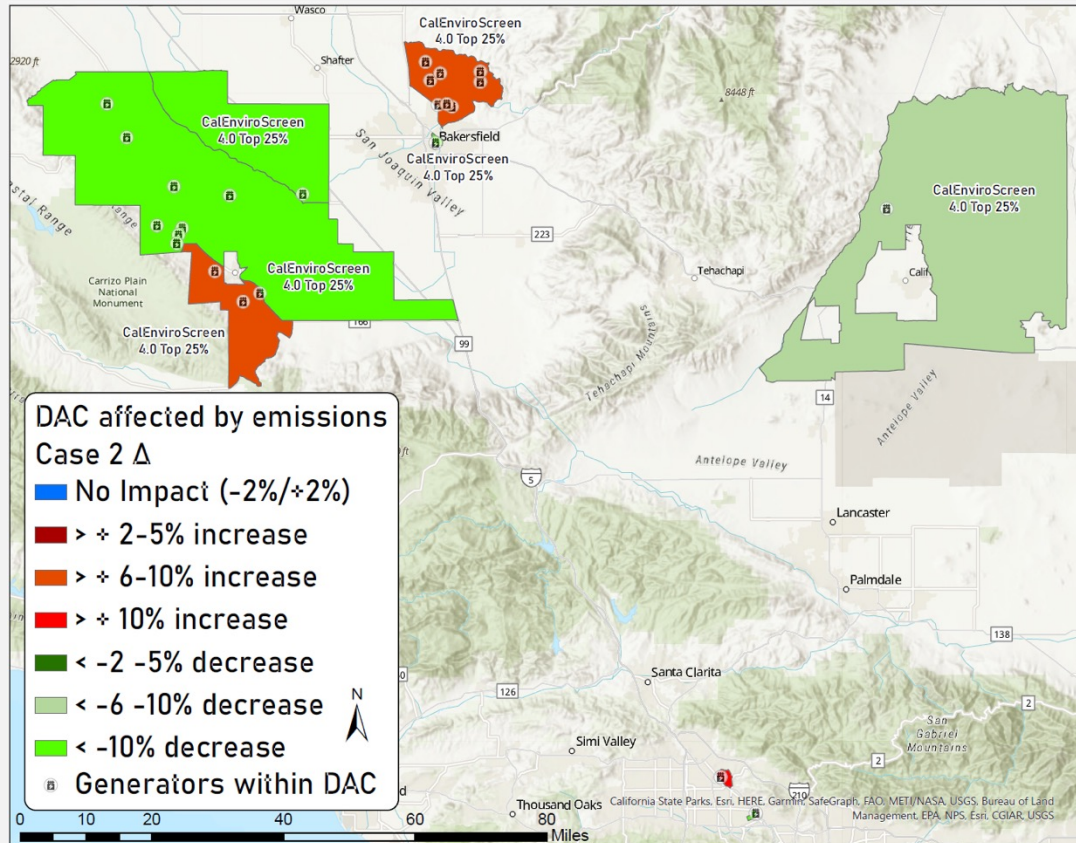 Wasco
CalEnviroScreen
4.0 Top 25%
2920 ft
Shafter
8448 ft
CalEnviroScreen
4.0 Top 25%
Bakersfield
San Joaquin Valley
CalEnviroScreen
4.0 Top 25%
CalEnviroScreen
4.0 Top 25%
stal Range
Range
223
Tehachapi
Calif
CalEnviroScreen
4.0 Top 25%
Carrizo Plain
National
Monument
CalEnviroScreen
4.0 Top 25%
166
99
Tehachapi Mountains
14
Antelope Valley
DAC affected by emissions
Case 2 Δ
No Impact (-2%/+2%)
> + 2-5% increase
> + 6-10% increase
> + 10% increase
< -2 -5% decrease
< -6 -10% decrease
< -10% decrease
Generators within DAC
N
ft
5
Antelope Valley
Lancaster
Palmdale
138
Santa Clarita
126
2
San
Gabriel
Mountains
2
Simi Valley
210
Thousand Oaks
California State Parks, Esri, HERE, Garmin, SafeGraph, FAO, METI/NASA, USGS, Bureau of Land
Management, EPA, NPS, Esri, CGIAR, USGS
0 10 20 40 60 80
Miles